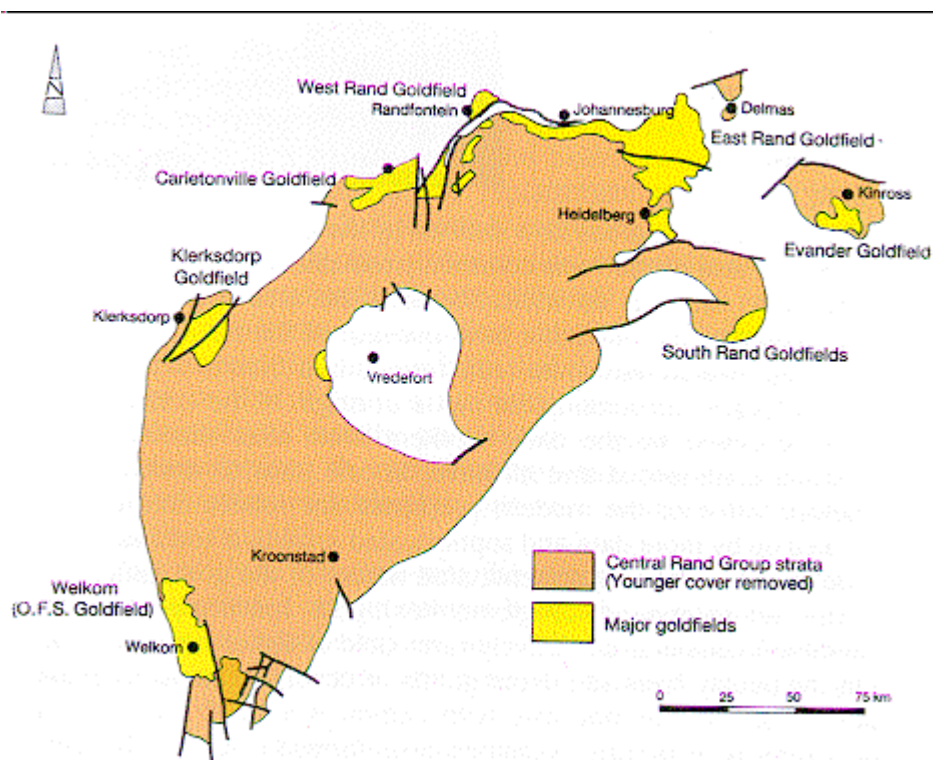 N
West Rand Goldfield
Randfontein
Johannesburg
Delmas
East Rand Goldfield
Carletonville Goldfield
Kinross
Heidelberg
Evander Goldfield
Klerksdorp
Goldfield
Klerksdorp
South Rand Goldfields
Vredefort
Kroonstad
Central Rand Group strata
(Younger cover removed)
Welkom
(O.F.S. Goldfield)
Major goldfields
Welkom
0 25 50 75 km